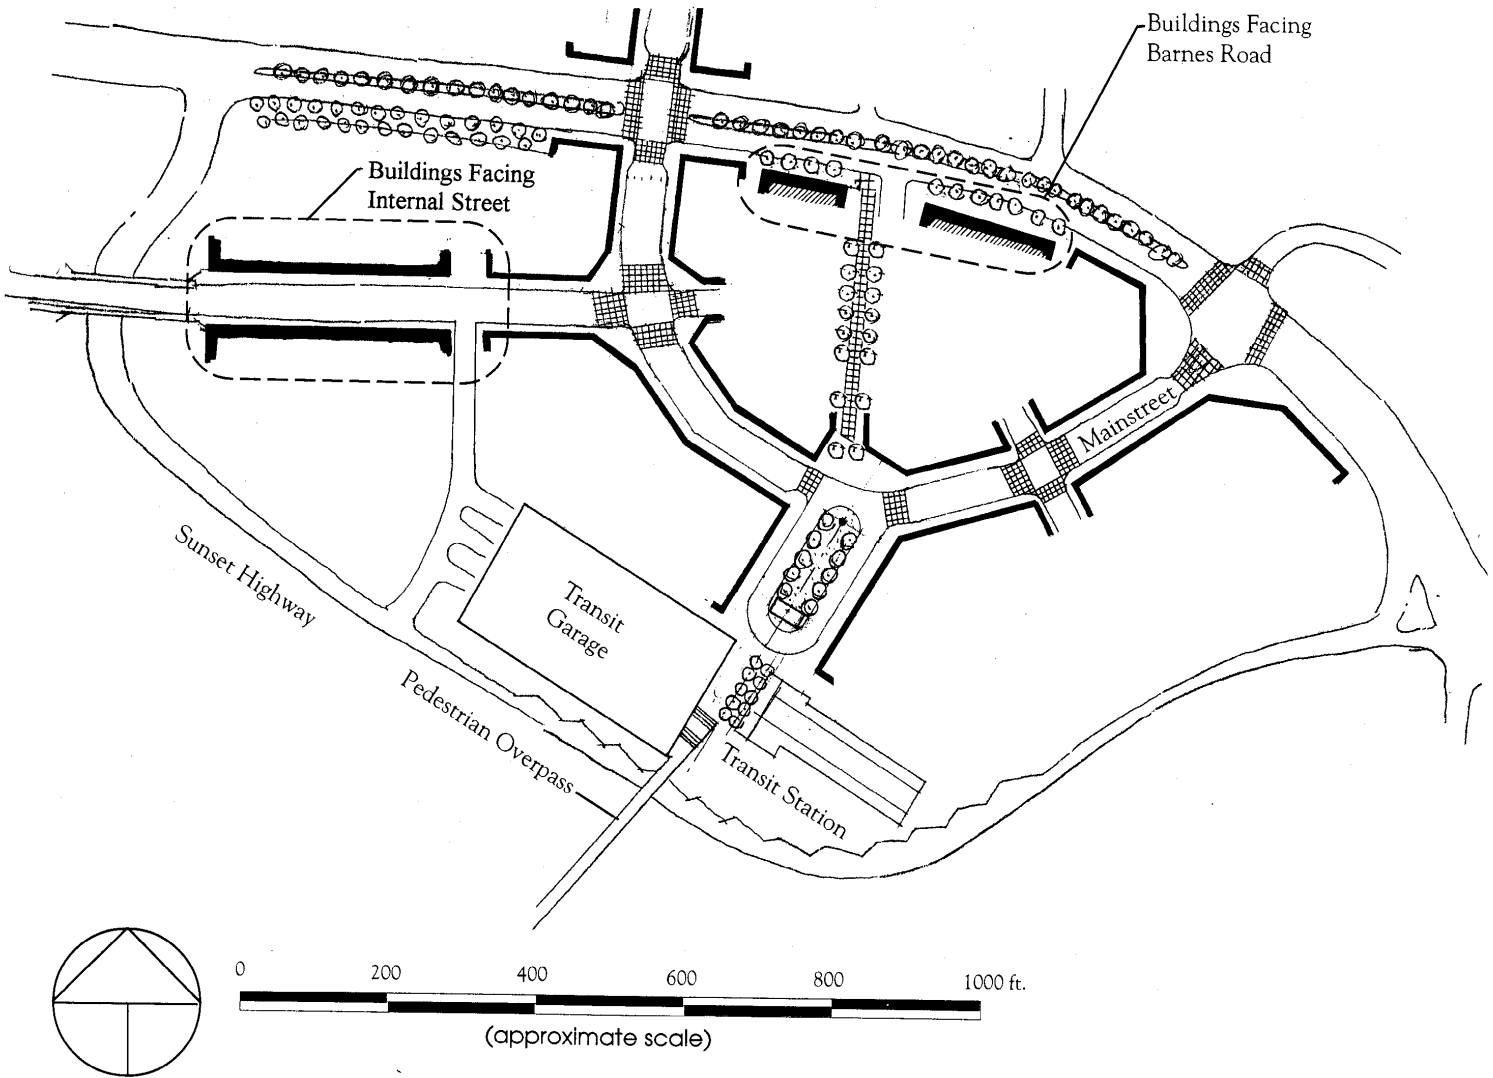 Buildings Facing
Barnes Road
Buildings Facing
Internal Street
Mainstreet
Sunset Highway
Transit
Garage
Pedestrian Overpass
Transit Station
0 200 400 600 800 1000 ft.
(approximate scale)